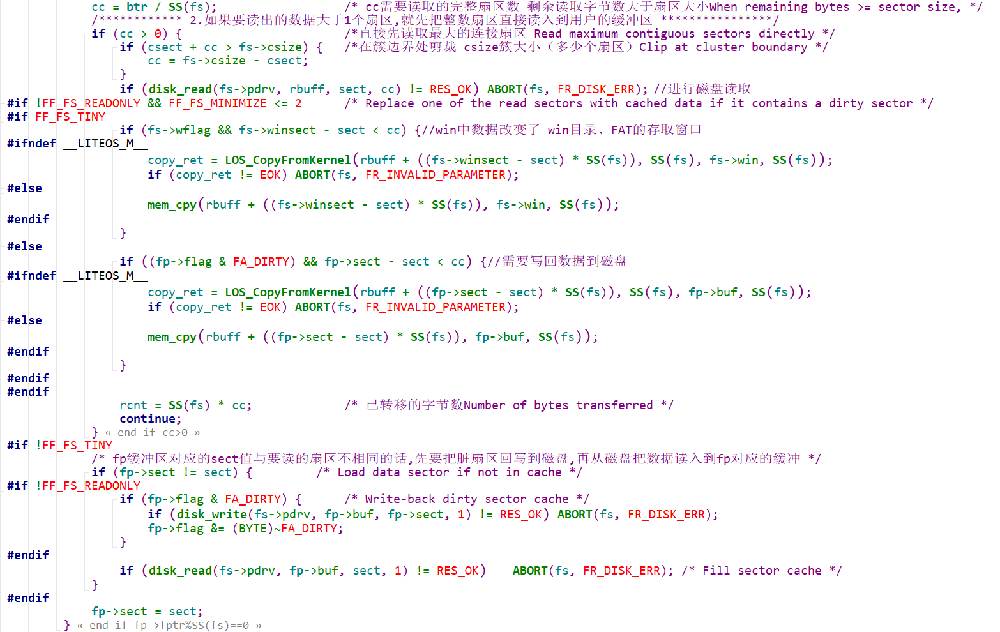 cc = btr / SS(fs);                  /* cc需要读取的完整扇区数 剩余读取字节数大于扇区大小When remaining bytes >= sector size, */
/************ 2.如果要读出的数据大于1个扇区,就先把整数扇区直接读入到用户的缓冲区 ****************/
if (cc > 0) {                       /*直接先读取最大的连接扇区 Read maximum contiguous sectors directly */
if (csect + cc > fs->csize) {   /*在簇边界处剪裁 csize簇大小（多少个扇区）Clip at cluster boundary */
cc = fs->csize - csect;
}
if (disk_read(fs->pdrv, rbuff, sect, cc) != RES_OK) ABORT(fs, FR_DISK_ERR); //进行磁盘读取
#if !FF_FS_READONLY && FF_FS_MINIMIZE <= 2      /* Replace one of the read sectors with cached data if it contains a dirty sector */
#if FF_FS_TINY
if (fs->wflag && fs->winsect - sect < cc) {//win中数据改变了 win目录、FAT的存取窗口
#ifndef __LITEOS_M__
copy_ret = LOS_CopyFromKernel(rbuff + ((fs->winsect - sect) * SS(fs)), SS(fs), fs->win, SS(fs));
if (copy_ret != EOK) ABORT(fs, FR_INVALID_PARAMETER);
#else
mem_cpy(rbuff + ((fs->winsect - sect) * SS(fs)), fs->win, SS(fs));
#endif
}
#else
if ((fp->flag & FA_DIRTY) && fp->sect - sect < cc) {//需要写回数据到磁盘
#ifndef __LITEOS_M__
copy_ret = LOS_CopyFromKernel(rbuff + ((fp->sect - sect) * SS(fs)), SS(fs), fp->buf, SS(fs));
if (copy_ret != EOK) ABORT(fs, FR_INVALID_PARAMETER);
#else
mem_cpy(rbuff + ((fp->sect - sect) * SS(fs)), fp->buf, SS(fs));
#endif
}
#endif
#endif
rcnt = SS(fs) * cc;             /* 已转移的字节数Number of bytes transferred */
continue;
} « end if cc>0 »
#if !FF_FS_TINY
/* fp缓冲区对应的sect值与要读的扇区不相同的话,先要把脏扇区回写到磁盘,再从磁盘把数据读入到fp对应的缓冲 */
if (fp->sect != sect) {         /* Load data sector if not in cache */
#if !FF_FS_READONLY
if (fp->flag & FA_DIRTY) {      /* Write-back dirty sector cache */
if (disk_write(fs->pdrv, fp->buf, fp->sect, 1) != RES_OK) ABORT(fs, FR_DISK_ERR);
fp->flag &= (BYTE)~FA_DIRTY;
}
#endif
if (disk_read(fs->pdrv, fp->buf, sect, 1) != RES_OK)    ABORT(fs, FR_DISK_ERR); /* Fill sector cache */
}
#endif
fp->sect = sect;
} « end if fp->fptr%SS(fs)==0 »